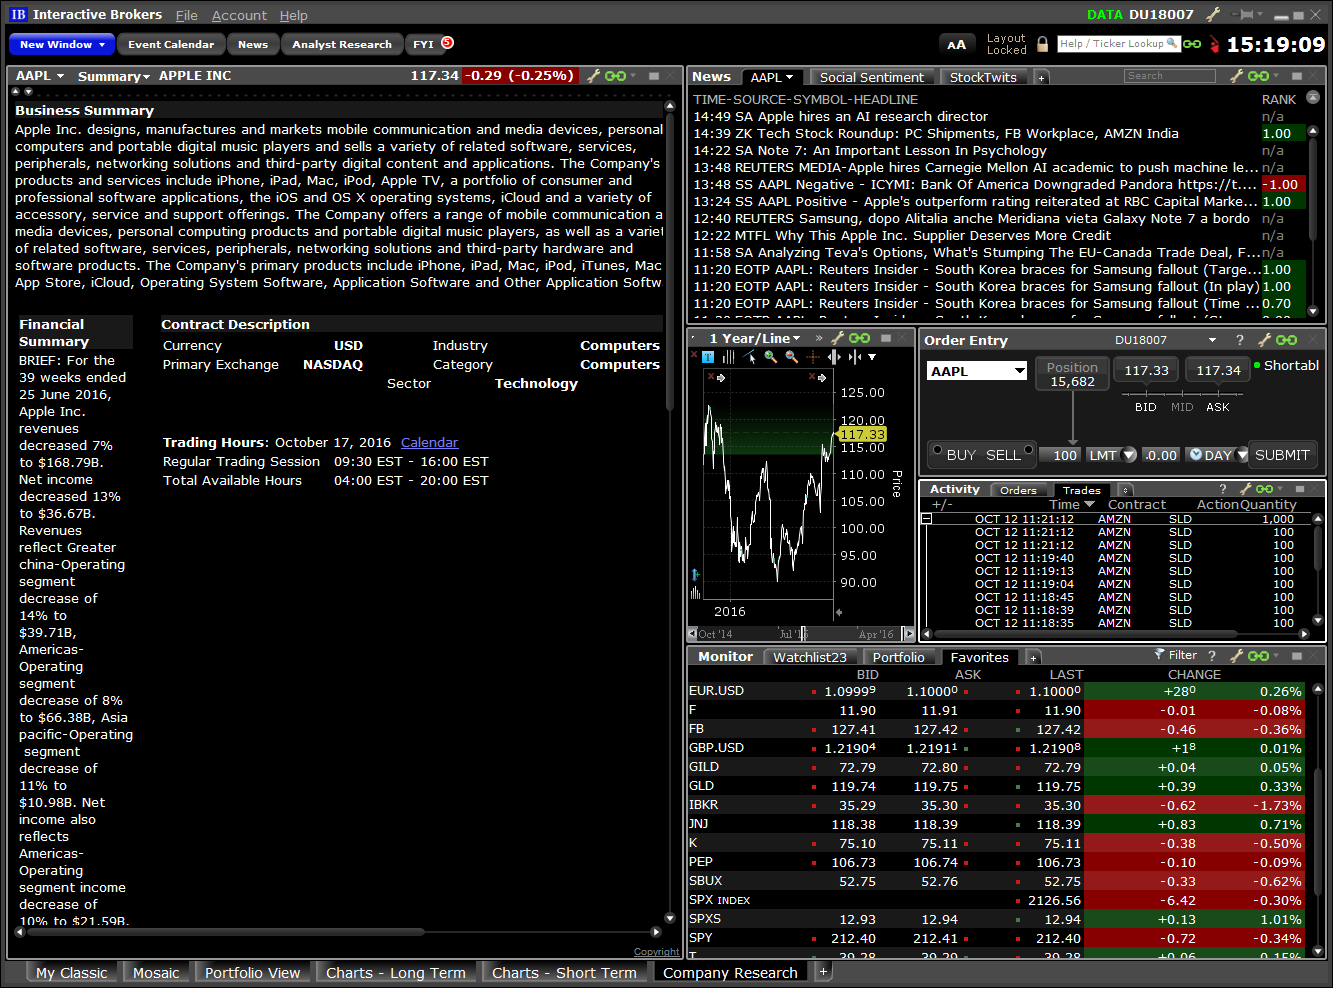 IB Interactive Brokers File Account Help DATA DU18007
New Window Event Calendar News Analyst Research FYI 5 AA Layout Locked Help / Ticker Lookup 15:19:09
AAPL Summary APPLE INC 117.34 -0.29 (-0.25%)
Business Summary
Apple Inc. designs, manufactures and markets mobile communication and media devices, personal
computers and portable digital music players and sells a variety of related software, services,
peripherals, networking solutions and third-party digital content and applications. The Company's
products and services include iPhone, iPad, Mac, iPod, Apple TV, a portfolio of consumer and
professional software applications, the iOS and OS X operating systems, iCloud and a variety of
accessory, service and support offerings. The Company offers a range of mobile communication a
media devices, personal computing products and portable digital music players, as well as a variet
of related software, services, peripherals, networking solutions and third-party hardware and
software products. The Company's primary products include iPhone, iPad, Mac, iPod, iTunes, Mac
App Store, iCloud, Operating System Software, Application Software and Other Application Softw
Financial
Summary
BRIEF: For the
39 weeks ended
25 June 2016,
Apple Inc.
revenues
decreased 7%
to $168.79B.
Net income
decreased 13%
to $36.67B.
Revenues
reflect Greater
china-Operating
segment
decrease of
14% to
$39.71B,
Americas-
Operating
segment
decrease of 8%
to $66.38B, Asia
pacific-Operating
segment
decrease of
11% to
$10.98B. Net
income also
reflects
Americas-
Operating
segment income
decrease of
10% to $21.59B,
Contract Description
Currency USD Industry Computers
Primary Exchange NASDAQ Category Computers
Sector Technology
Trading Hours: October 17, 2016 Calendar
Regular Trading Session 09:30 EST - 16:00 EST
Total Available Hours 04:00 EST - 20:00 EST
Copyright
News AAPL Social Sentiment StockTwits + Search
TIME-SOURCE-SYMBOL-HEADLINE RANK
14:49 SA Apple hires an AI research director n/a
14:39 ZK Tech Stock Roundup: PC Shipments, FB Workplace, AMZN India 1.00
14:22 SA Note 7: An Important Lesson In Psychology n/a
13:48 REUTERS MEDIA-Apple hires Carnegie Mellon AI academic to push machine le... n/a
13:48 SS AAPL Negative - ICYMI: Bank Of America Downgraded Pandora https://t.... -1.00
13:24 SS AAPL Positive - Apple's outperform rating reiterated at RBC Capital Marke... 1.00
12:40 REUTERS Samsung, dopo Alitalia anche Meridiana vieta Galaxy Note 7 a bordo n/a
12:22 MTFL Why This Apple Inc. Supplier Deserves More Credit n/a
11:58 SA Analyzing Teva's Options, What's Stumping The EU-Canada Trade Deal, F... n/a
11:20 EOTP AAPL: Reuters Insider - South Korea braces for Samsung fallout (Targe... 1.00
11:20 EOTP AAPL: Reuters Insider - South Korea braces for Samsung fallout (In play) 1.00
11:20 EOTP AAPL: Reuters Insider - South Korea braces for Samsung fallout (Time ... 0.70
1 Year/Line »
T
125.00
120.00
117.33
115.00
110.00
105.00
100.00
95.00
90.00
Price
2016
Oct '14 Jul '15 Apr '16
Order Entry DU18007 ?
AAPL Position 15,682 117.33 117.34 Shortabl
BID MID ASK
BUY SELL 100 LMT .0.00 DAY SUBMIT
Activity Orders Trades ?
+/- Time Contract Action Quantity
OCT 12 11:21:12 AMZN SLD 1,000
OCT 12 11:21:12 AMZN SLD 100
OCT 12 11:21:12 AMZN SLD 100
OCT 12 11:19:40 AMZN SLD 100
OCT 12 11:19:13 AMZN SLD 100
OCT 12 11:19:04 AMZN SLD 100
OCT 12 11:18:45 AMZN SLD 100
OCT 12 11:18:39 AMZN SLD 100
OCT 12 11:18:35 AMZN SLD 100
Monitor Watchlist23 Portfolio Favorites + Filter ?
BID ASK LAST CHANGE
EUR.USD 1.0999⁹ 1.1000⁰ 1.1000⁰ +28⁰ 0.26%
F 11.90 11.91 11.90 -0.01 -0.08%
FB 127.41 127.42 127.42 -0.46 -0.36%
GBP.USD 1.2190⁴ 1.2191¹ 1.2190⁸ +1⁸ 0.01%
GILD 72.79 72.80 72.79 +0.04 0.05%
GLD 119.74 119.75 119.75 +0.39 0.33%
IBKR 35.29 35.30 35.30 -0.62 -1.73%
JNJ 118.38 118.39 118.39 +0.83 0.71%
K 75.10 75.11 75.11 -0.38 -0.50%
PEP 106.73 106.74 106.73 -0.10 -0.09%
SBUX 52.75 52.76 52.75 -0.33 -0.62%
SPX INDEX 2126.56 -6.42 -0.30%
SPXS 12.93 12.94 12.94 +0.13 1.01%
SPY 212.40 212.41 212.40 -0.72 -0.34%
T 39.28 39.29 39.28 +0.06 0.15%
My Classic Mosaic Portfolio View Charts - Long Term Charts - Short Term Company Research +